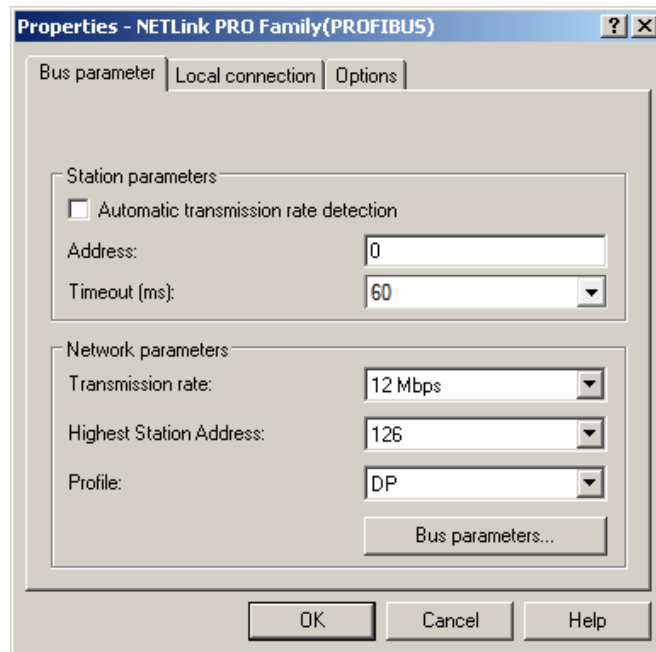 Properties - NETLink PRO Family(PROFIBUS) ? X
Bus parameter Local connection Options
Station parameters
Automatic transmission rate detection
Address: 0
Timeout (ms): 60
Network parameters
Transmission rate: 12 Mbps
Highest Station Address: 126
Profile: DP
Bus parameters...
OK Cancel Help